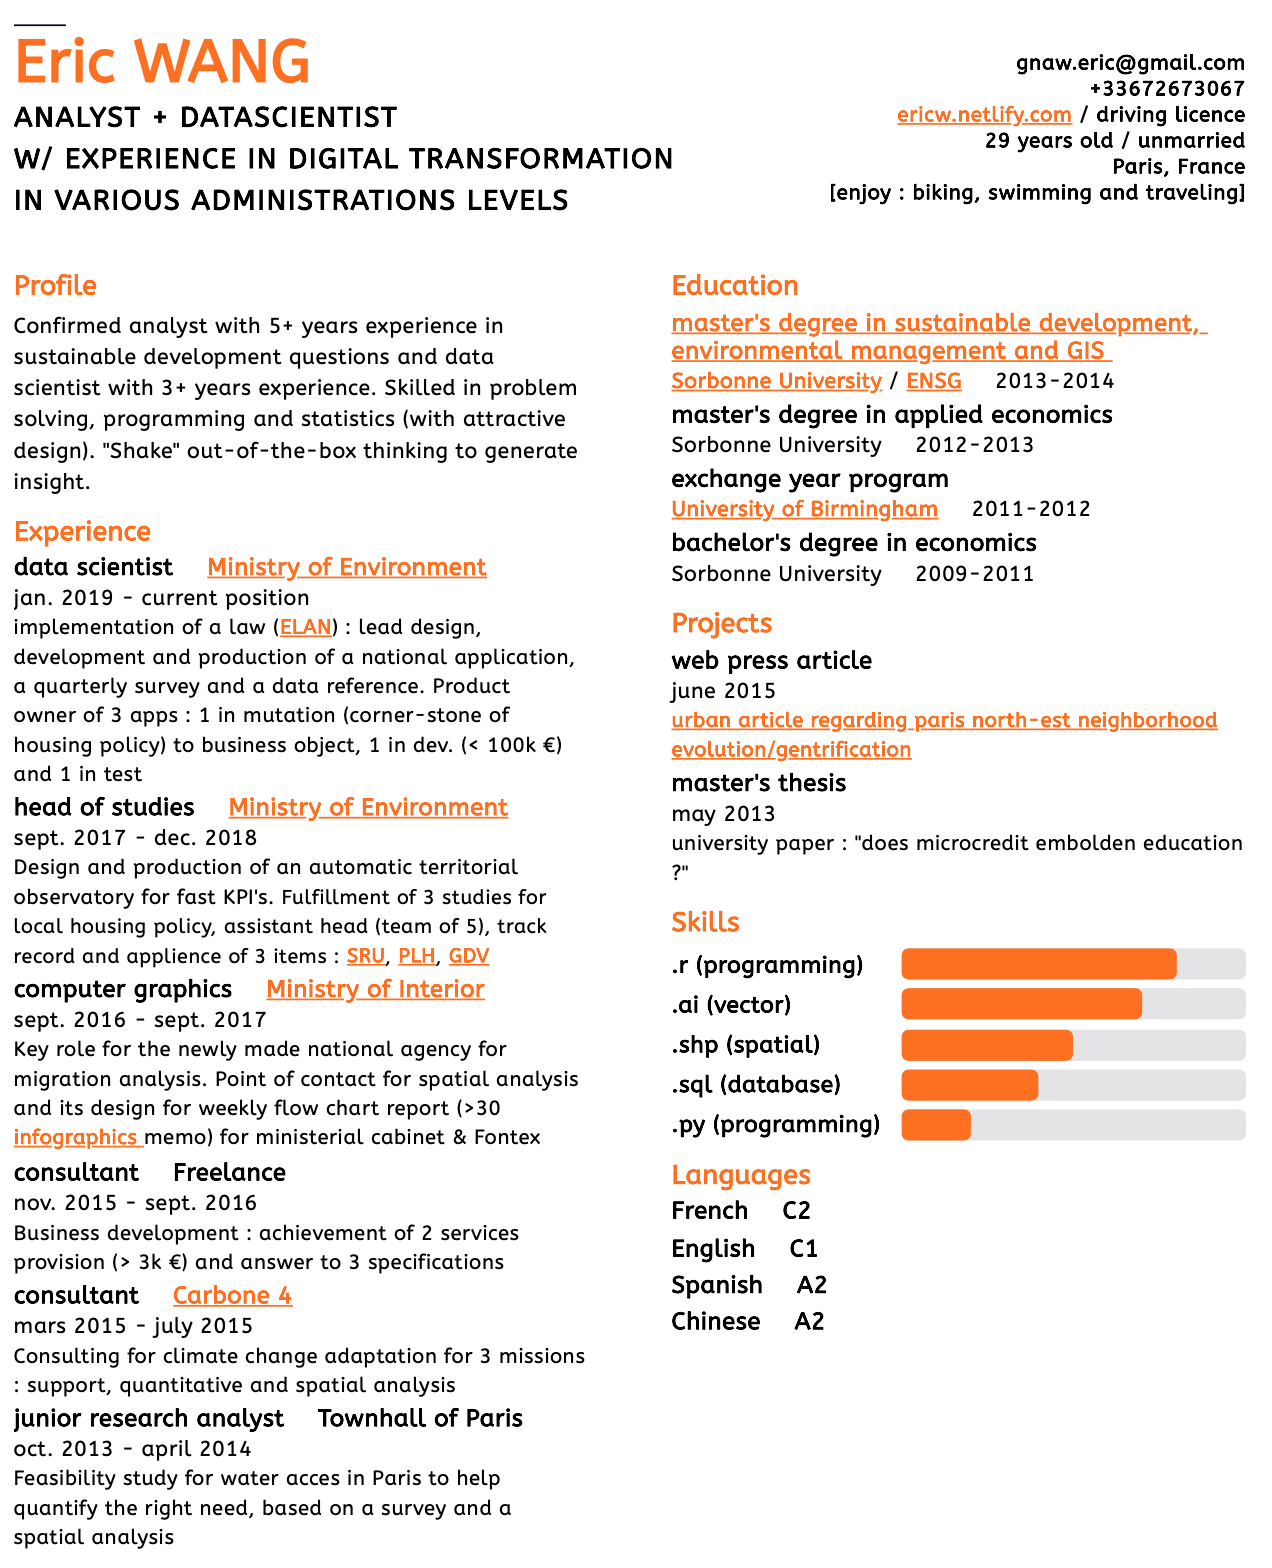 Eric WANG
ANALYST + DATASCIENTIST
W/ EXPERIENCE IN DIGITAL TRANSFORMATION
IN VARIOUS ADMINISTRATIONS LEVELS
gnaw.eric@gmail.com
+33672673067
ericw.netlify.com / driving licence
29 years old / unmarried
Paris, France
[enjoy : biking, swimming and traveling]
Profile
Confirmed analyst with 5+ years experience in
sustainable development questions and data
scientist with 3+ years experience. Skilled in problem
solving, programming and statistics (with attractive
design). "Shake" out-of-the-box thinking to generate
insight.
Experience
data scientist Ministry of Environment
jan. 2019 - current position
implementation of a law (ELAN) : lead design,
development and production of a national application,
a quarterly survey and a data reference. Product
owner of 3 apps : 1 in mutation (corner-stone of
housing policy) to business object, 1 in dev. (< 100k €)
and 1 in test
head of studies Ministry of Environment
sept. 2017 - dec. 2018
Design and production of an automatic territorial
observatory for fast KPI's. Fulfillment of 3 studies for
local housing policy, assistant head (team of 5), track
record and applience of 3 items : SRU, PLH, GDV
computer graphics Ministry of Interior
sept. 2016 - sept. 2017
Key role for the newly made national agency for
migration analysis. Point of contact for spatial analysis
and its design for weekly flow chart report (>30
infographics memo) for ministerial cabinet & Fontex
consultant Freelance
nov. 2015 - sept. 2016
Business development : achievement of 2 services
provision (> 3k €) and answer to 3 specifications
consultant Carbone 4
mars 2015 - july 2015
Consulting for climate change adaptation for 3 missions
: support, quantitative and spatial analysis
junior research analyst Townhall of Paris
oct. 2013 - april 2014
Feasibility study for water acces in Paris to help
quantify the right need, based on a survey and a
spatial analysis
Education
master's degree in sustainable development,
environmental management and GIS
Sorbonne University / ENSG 2013-2014
master's degree in applied economics
Sorbonne University 2012-2013
exchange year program
University of Birmingham 2011-2012
bachelor's degree in economics
Sorbonne University 2009-2011
Projects
web press article
june 2015
urban article regarding paris north-est neighborhood
evolution/gentrification
master's thesis
may 2013
university paper : "does microcredit embolden education
?"
Skills
.r (programming)
.ai (vector)
.shp (spatial)
.sql (database)
.py (programming)
Languages
French C2
English C1
Spanish A2
Chinese A2